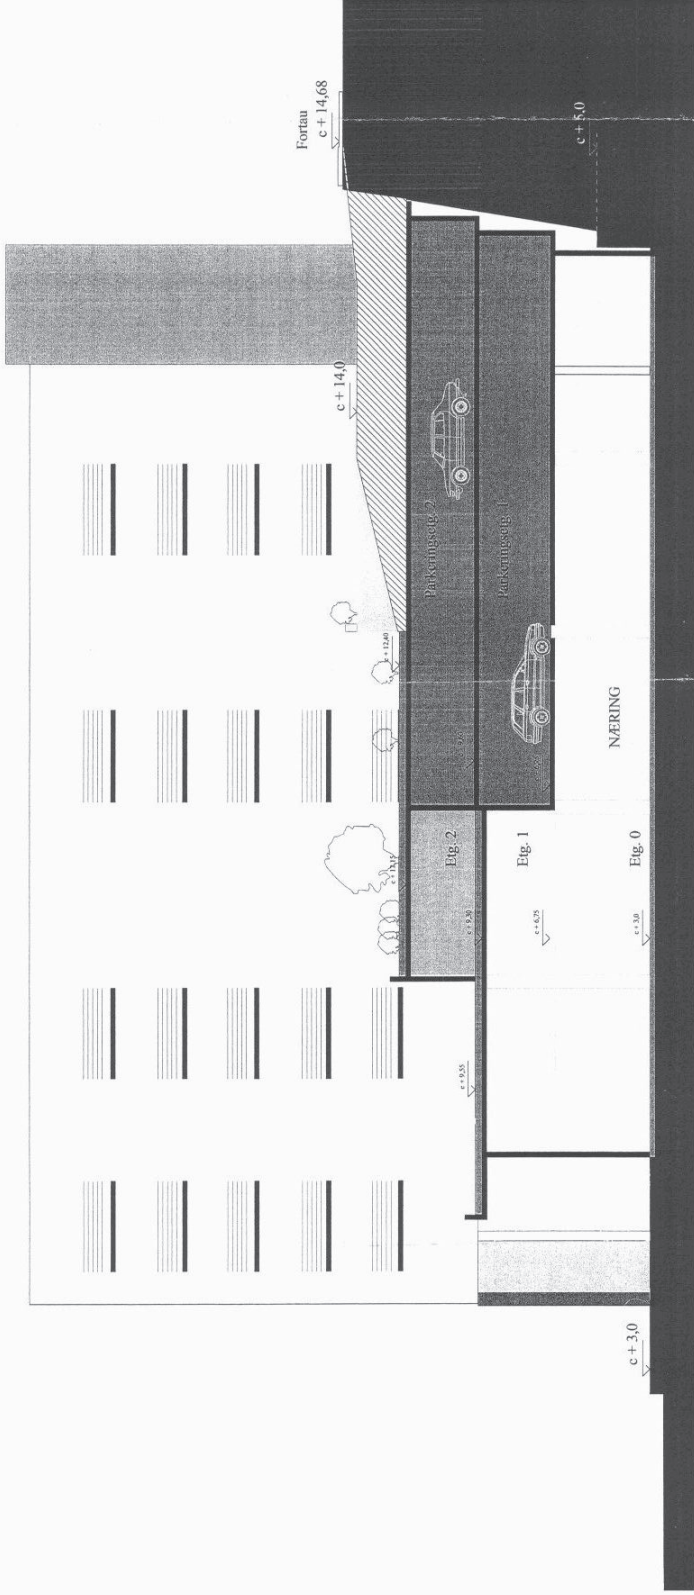 Fortau
c + 14,68
c + 5,0
c + 14,0
Parkeringsetg. 2
Parkeringsetg. 1
c + 12,40
NÆRING
Etg. 2
Etg. 1
Etg. 0
c + 9,30
c + 6,75
c + 3,0
c + 9,55
c + 3,0